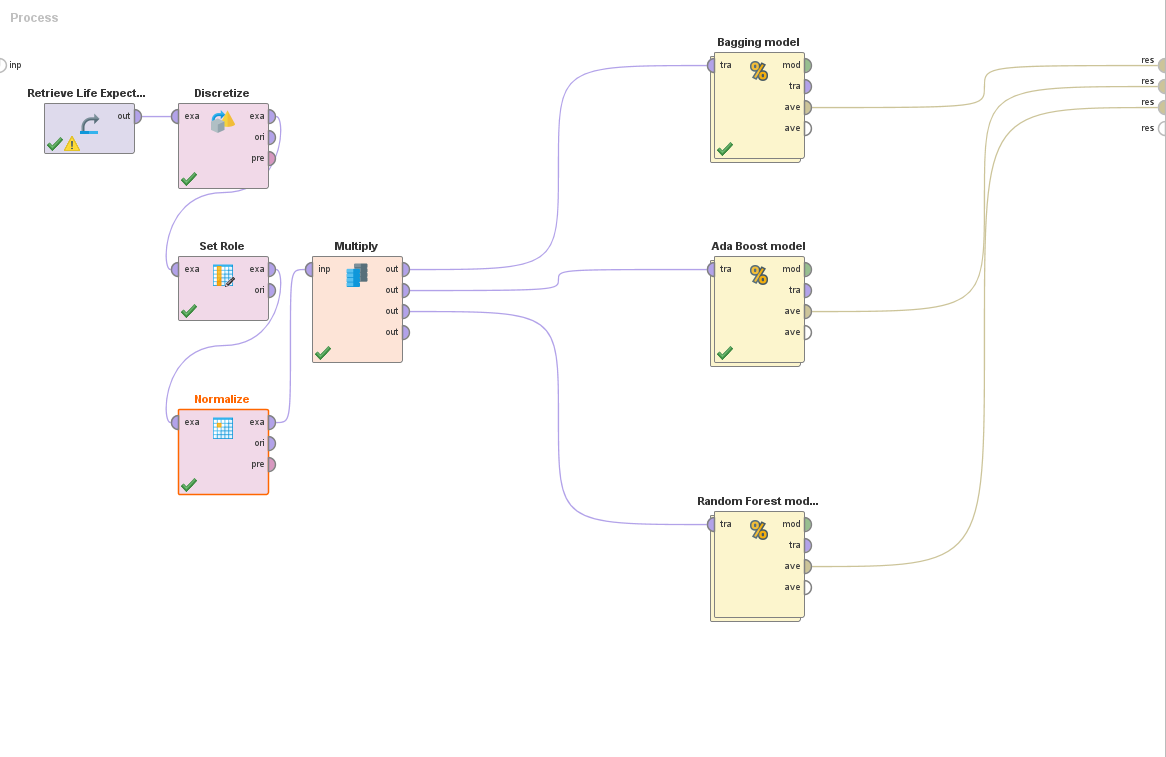 Process
inp
Retrieve Life Expect...
out
Discretize
exa exa
ori
pre
Set Role
exa exa
ori
Normalize
exa exa
ori
pre
Multiply
inp out
out
out
out
Bagging model
tra mod
tra
ave
ave
Ada Boost model
tra mod
tra
ave
ave
Random Forest mod...
tra mod
tra
ave
ave
res
res
res
res